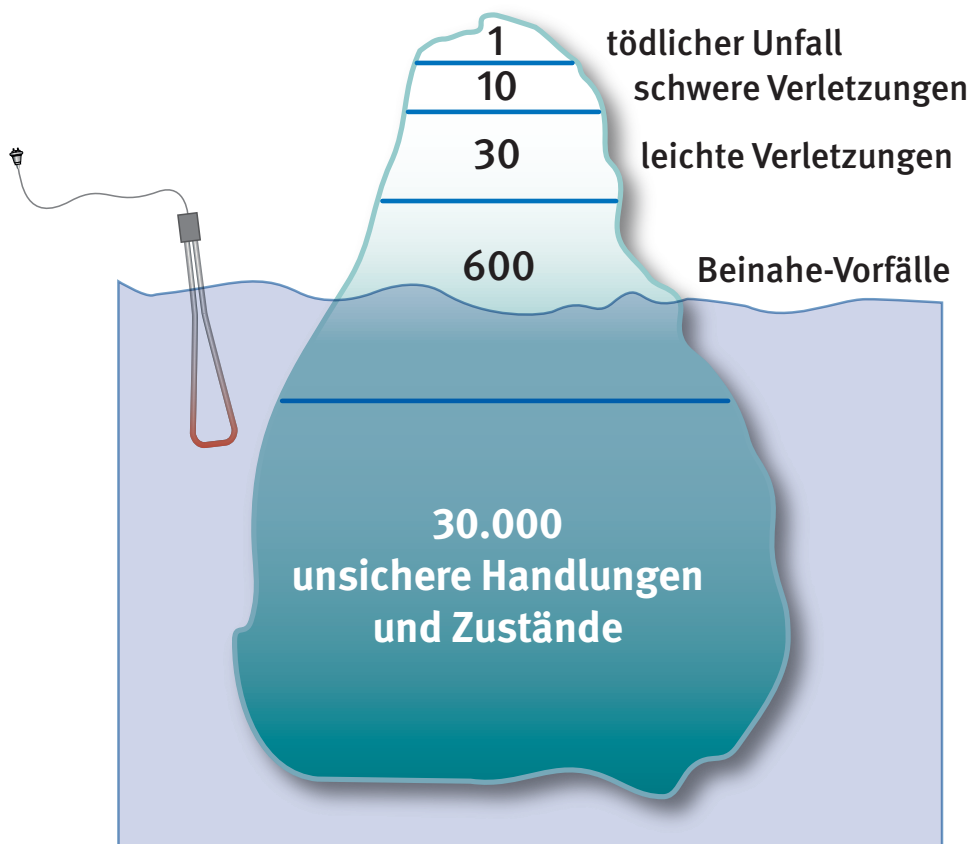 1 tödlicher Unfall
10 schwere Verletzungen
30 leichte Verletzungen
600 Beinahe-Vorfälle
30.000
unsichere Handlungen
und Zustände